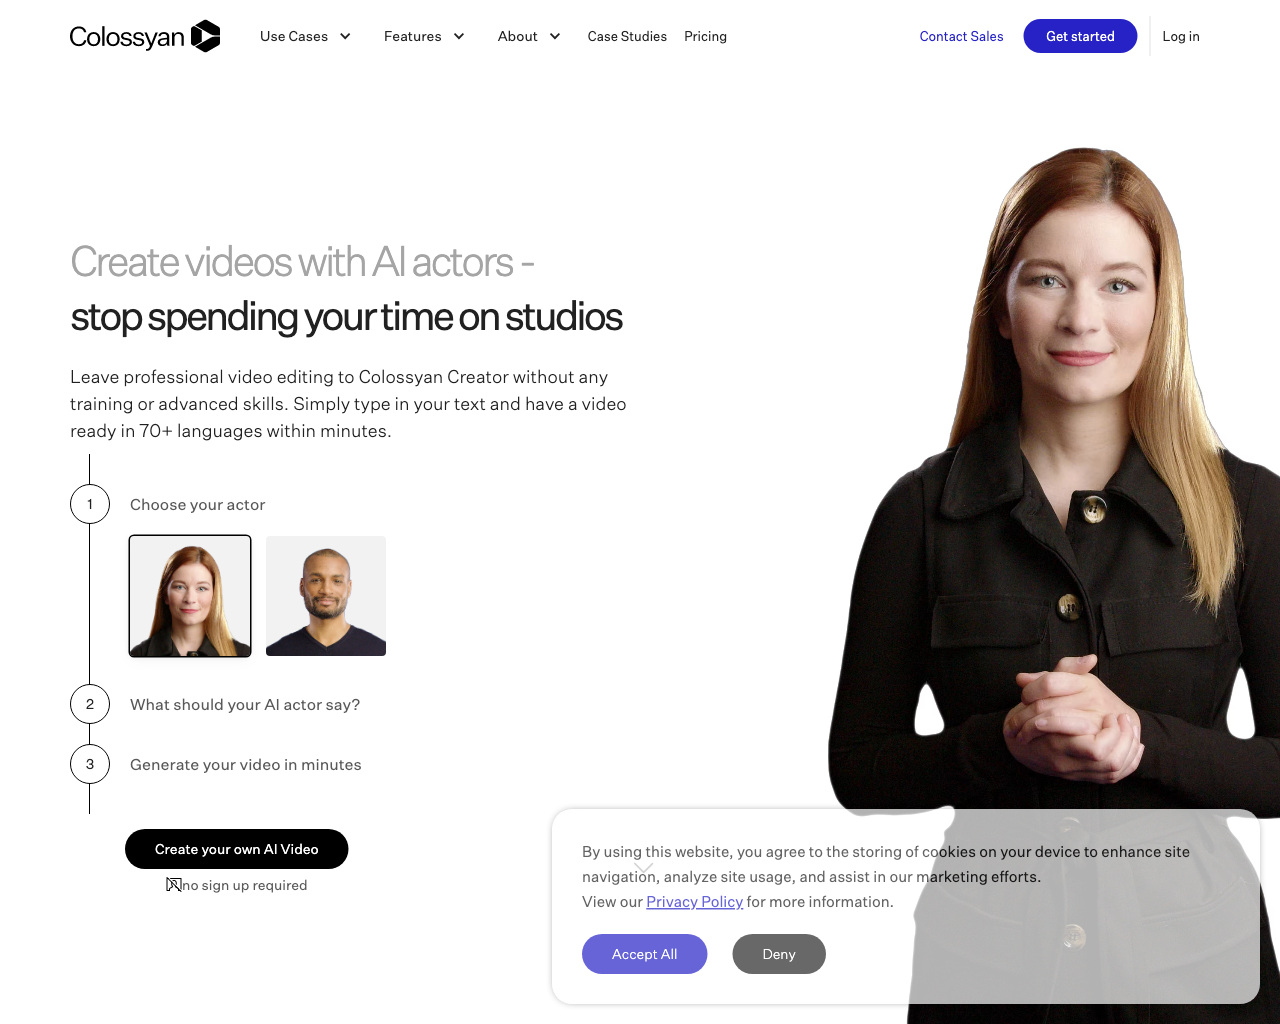 Colossyan
Use Cases
Features
About
Case Studies
Pricing
Contact Sales
Get started
Log in
Create videos with AI actors -
stop spending your time on studios
Leave professional video editing to Colossyan Creator without any
training or advanced skills. Simply type in your text and have a video
ready in 70+ languages within minutes.
1
Choose your actor
2
What should your AI actor say?
3
Generate your video in minutes
Create your own AI Video
no sign up required
By using this website, you agree to the storing of cookies on your device to enhance site
navigation, analyze site usage, and assist in our marketing efforts.
View our Privacy Policy for more information.
Accept All
Deny